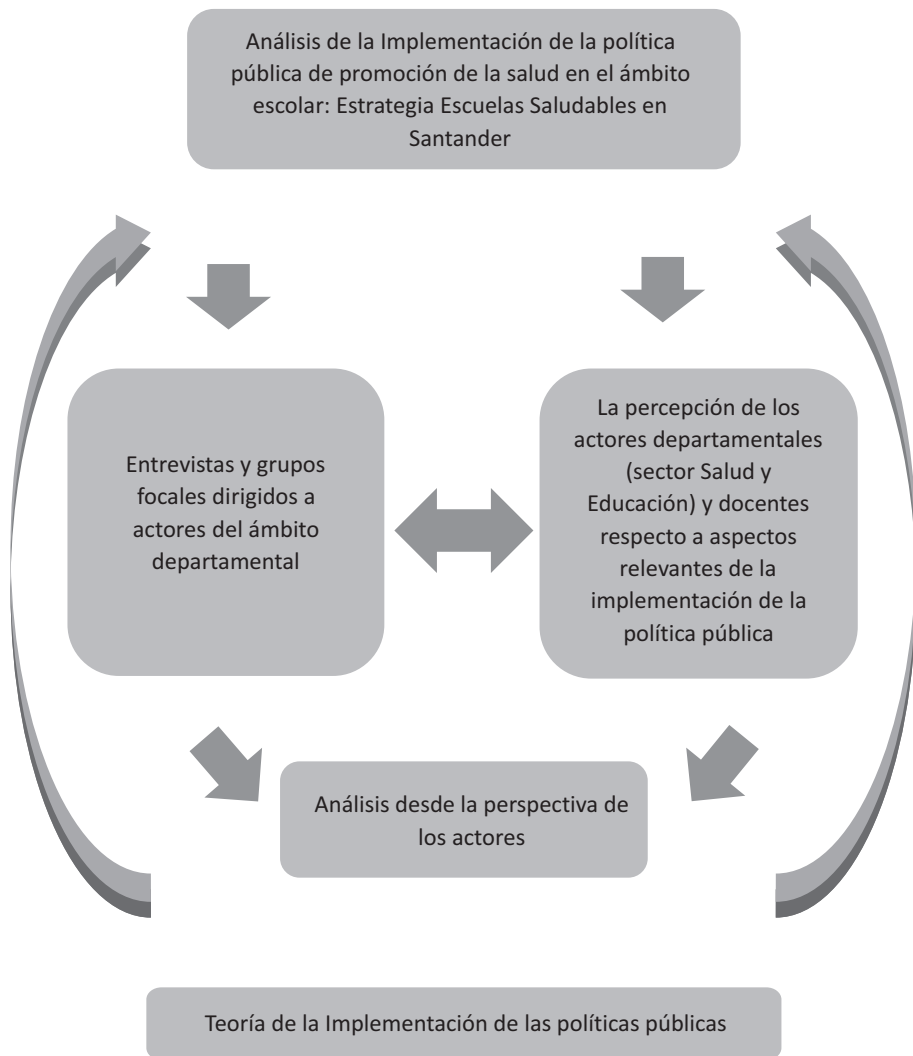 Análisis de la Implementación de la política
pública de promoción de la salud en el ámbito
escolar: Estrategia Escuelas Saludables en
Santander
Entrevistas y grupos
focales dirigidos a
actores del ámbito
departamental
La percepción de los
actores departamentales
(sector Salud y
Educación) y docentes
respecto a aspectos
relevantes de la
implementación de la
política pública
Análisis desde la perspectiva de
los actores
Teoría de la Implementación de las políticas públicas